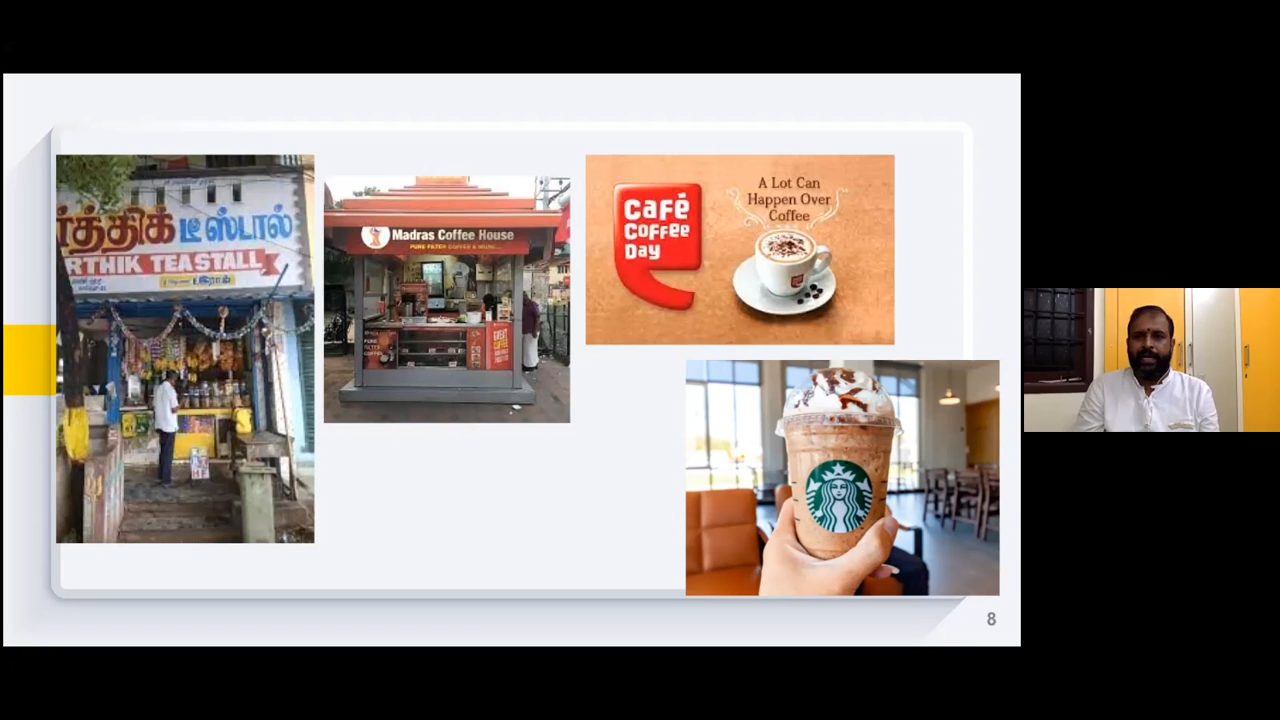 ர்த்திக் டீ ஸ்டால்
RTHIK TEA STALL
Madras Coffee House
PURE FILTER COFFEE & MORE...
Café
Coffee
Day
A Lot Can
Happen Over
Coffee
8